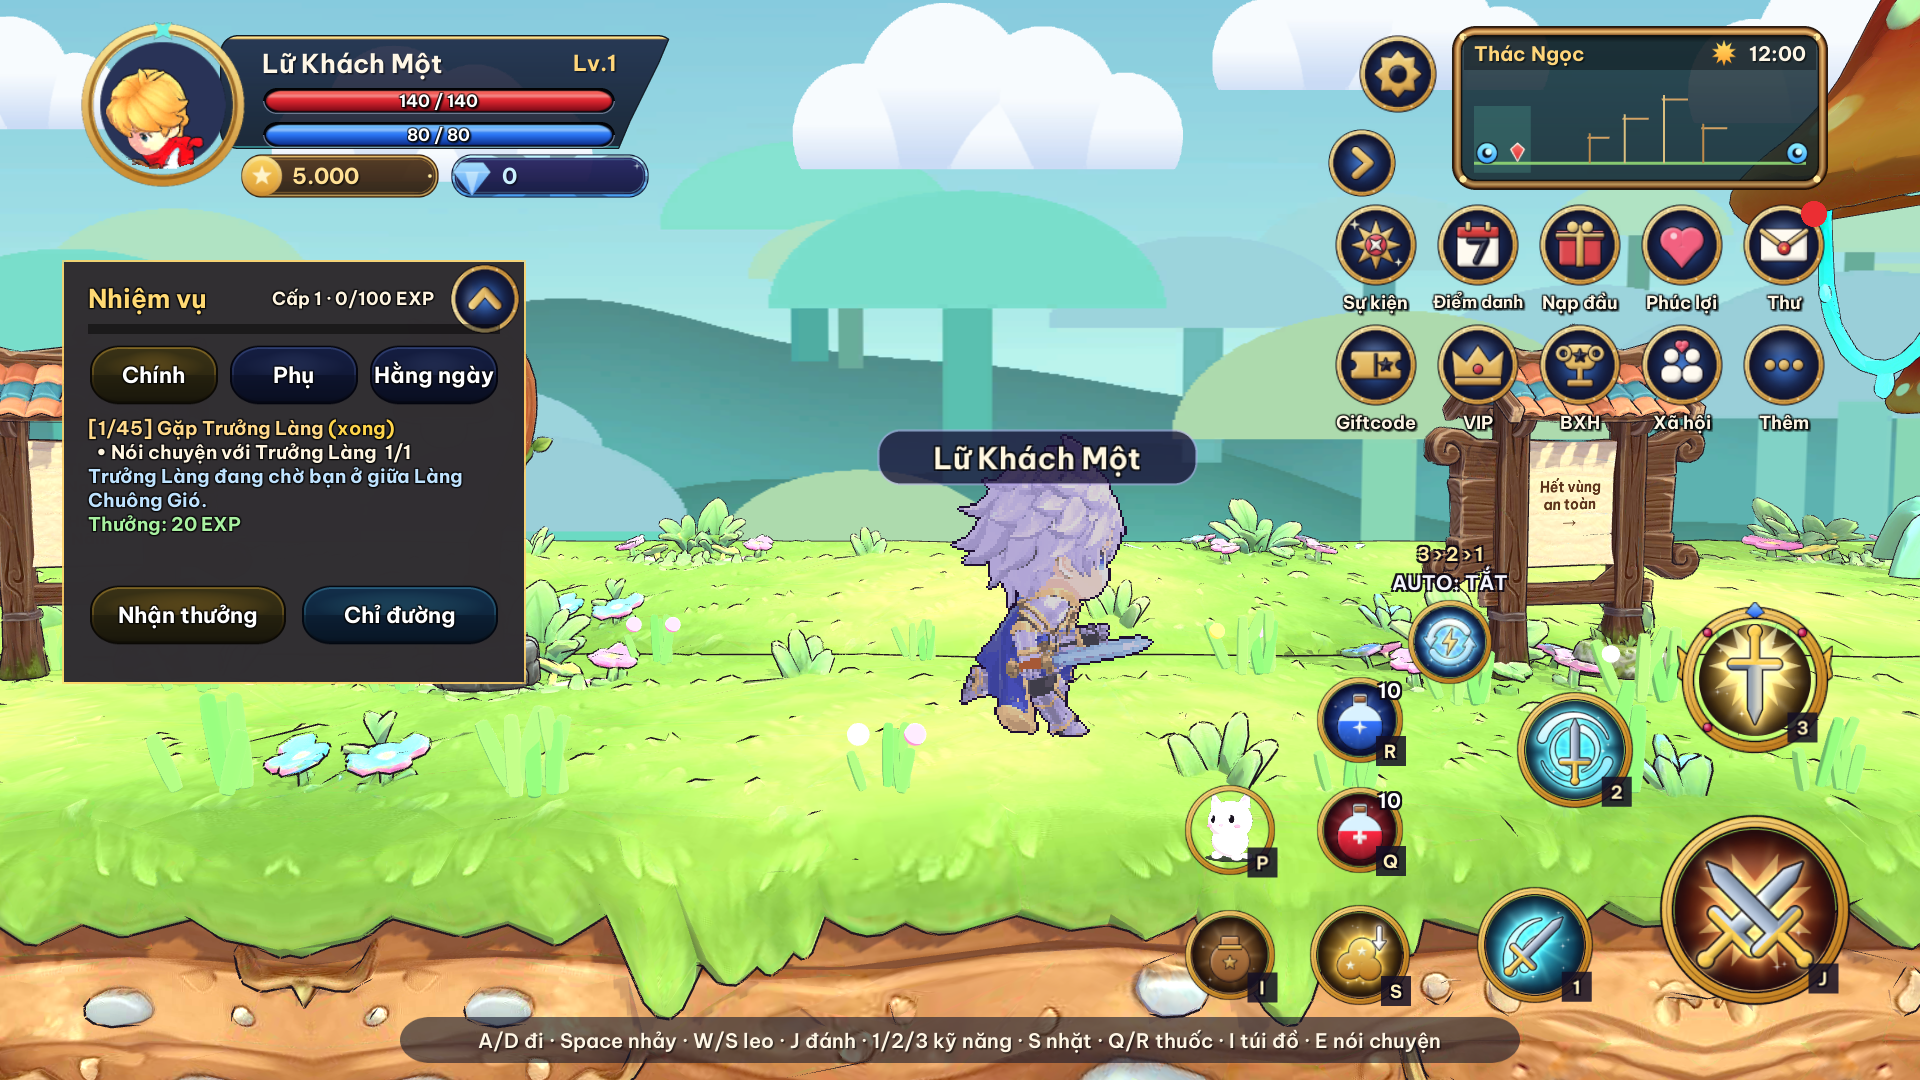 Lữ Khách Một
Lv.1
140 / 140
80 / 80
5.000
0
Thác Ngọc
12:00
7
Sự kiện
Điểm danh
Nạp đầu
Phúc lợi
Thư
Giftcode
VIP
BXH
Xã hội
Thêm
Nhiệm vụ
Cấp 1 · 0/100 EXP
Chính
Phụ
Hằng ngày
[1/45] Gặp Trưởng Làng (xong)
• Nói chuyện với Trưởng Làng 1/1
Trưởng Làng đang chờ bạn ở giữa Làng
Chuông Gió.
Thưởng: 20 EXP
Nhận thưởng
Chỉ đường
Lữ Khách Một
Hết vùng
an toàn
→
3›2›1
AUTO: TẮT
10
R
3
2
10
Q
P
I
S
1
J
A/D đi · Space nhảy · W/S leo · J đánh · 1/2/3 kỹ năng · S nhặt · Q/R thuốc · I túi đồ · E nói chuyện